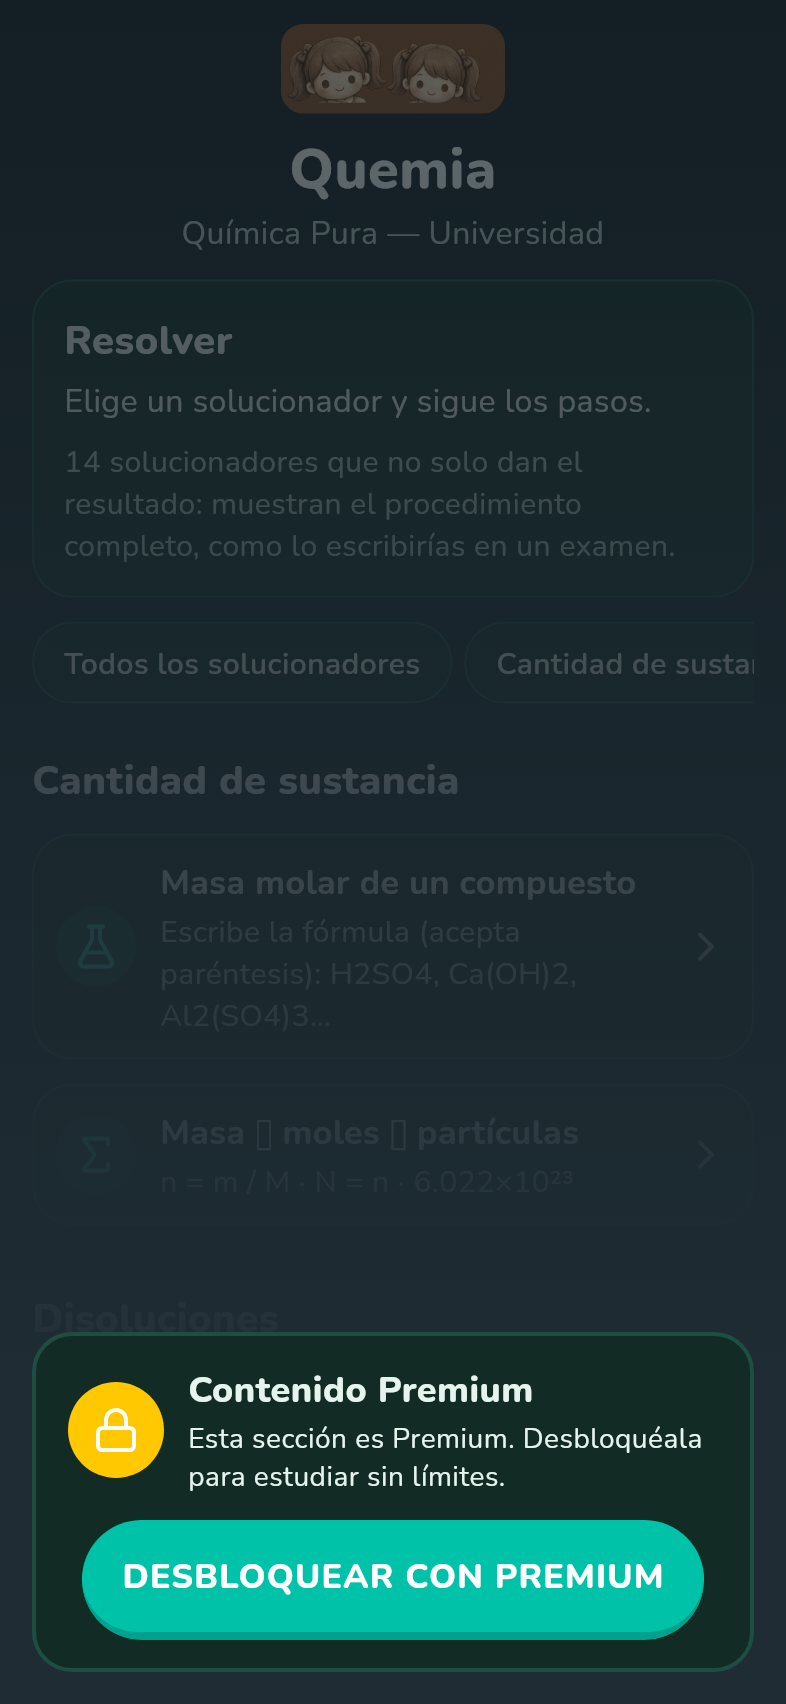 Quemia
Química Pura — Universidad
Resolver
Elige un solucionador y sigue los pasos.
14 solucionadores que no solo dan el
resultado: muestran el procedimiento
completo, como lo escribirías en un examen.
Todos los solucionadores
Cantidad de sustan
Cantidad de sustancia
Masa molar de un compuesto
Escribe la fórmula (acepta
paréntesis): H2SO4, Ca(OH)2,
Al2(SO4)3...
Masa ▯ moles ▯ partículas
n = m / M · N = n · 6.022×10²³
Disoluciones
Contenido Premium
Esta sección es Premium. Desbloquéala
para estudiar sin límites.
DESBLOQUEAR CON PREMIUM